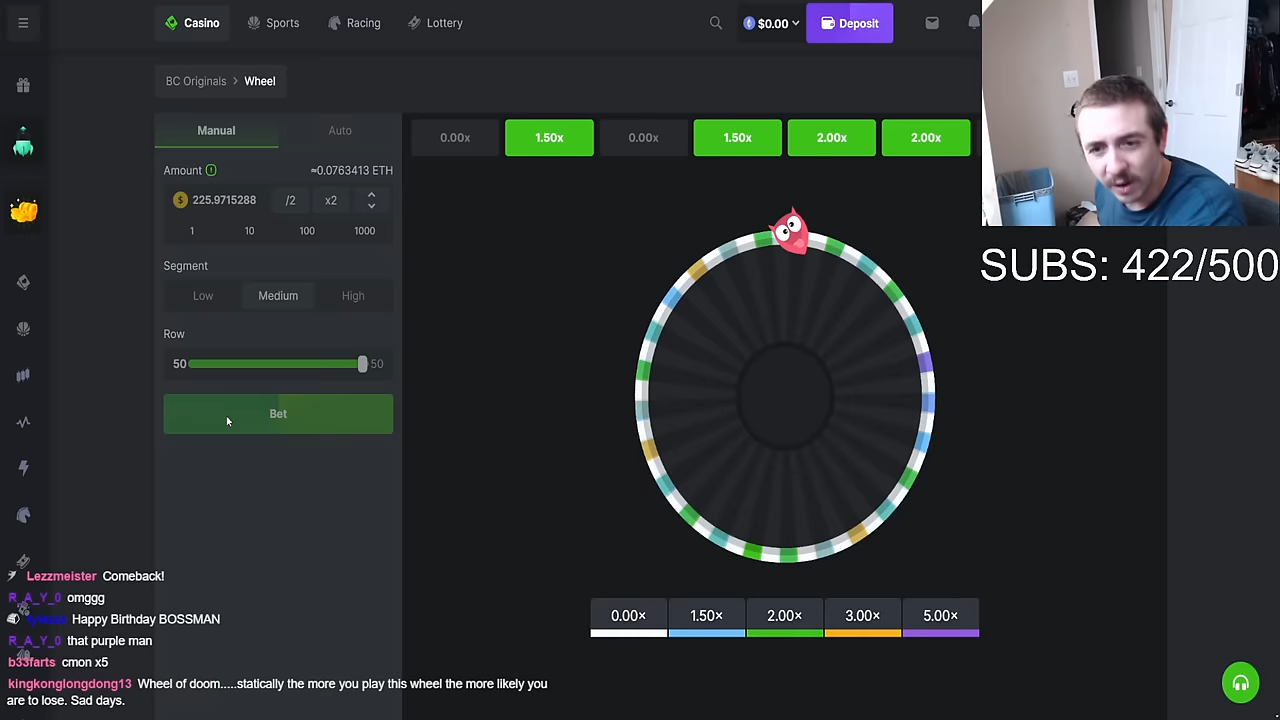 Casino
Sports
Racing
Lottery
$0.00
Deposit
BC Originals > Wheel
Manual
Auto
0.00x
1.50x
0.00x
1.50x
2.00x
2.00x
Amount
≈0.0763413 ETH
225.9715288
/2
x2
1
10
100
1000
Segment
Low
Medium
High
Row
50
50
Bet
SUBS: 422/500
0.00×
1.50×
2.00×
3.00×
5.00×
Lezzmeister Comeback!
R_A_Y_0 omggg
Happy Birthday BOSSMAN
R_A_Y_0 that purple man
b33farts cmon x5
kingkonglongdong13 Wheel of doom.....statically the more you play this wheel the more likely you
are to lose. Sad days.